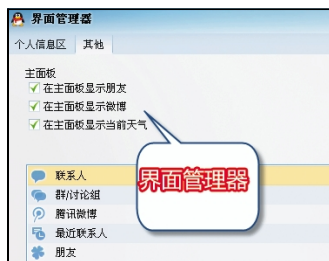 界面管理器
个人信息区 其他
主面板
在主面板显示朋友
在主面板显示微博
在主面板显示当前天气
联系人
界面管理器
群/讨论组
腾讯微博
最近联系人
朋友